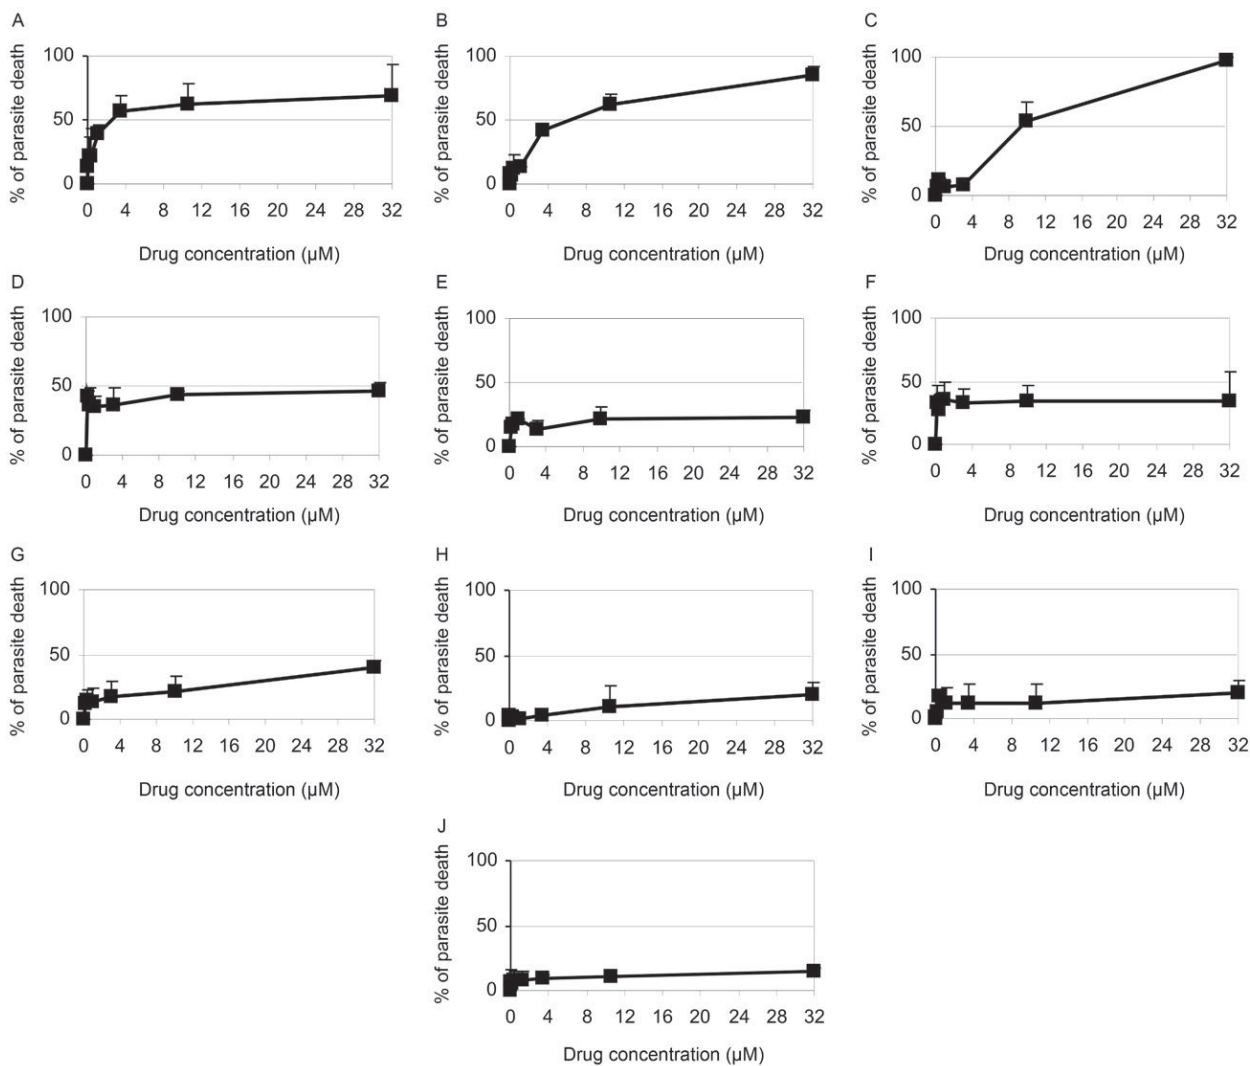 A
B
C
% of parasite death
100
50
0
0 4 8 12 16 20 24 28 32
Drug concentration (µM)
% of parasite death
100
50
0
0 4 8 12 16 20 24 28 32
Drug concentration (µM)
% of parasite death
100
50
0
0 4 8 12 16 20 24 28 32
Drug concentration (µM)
D
E
F
% of parasite death
100
50
0
0 4 8 12 16 20 24 28 32
Drug concentration (µM)
% of parasite death
100
50
0
0 4 8 12 16 20 24 28 32
Drug concentration (µM)
% of parasite death
100
50
0
0 4 8 12 16 20 24 28 32
Drug concentration (µM)
G
H
I
% of parasite death
100
50
0
0 4 8 12 16 20 24 28 32
Drug concentration (µM)
% of parasite death
100
50
0
0 4 8 12 16 20 24 28 32
Drug concentration (µM)
% of parasite death
100
50
0
0 4 8 12 16 20 24 28 32
Drug concentration (µM)
J
% of parasite death
100
50
0
0 4 8 12 16 20 24 28 32
Drug concentration (µM)